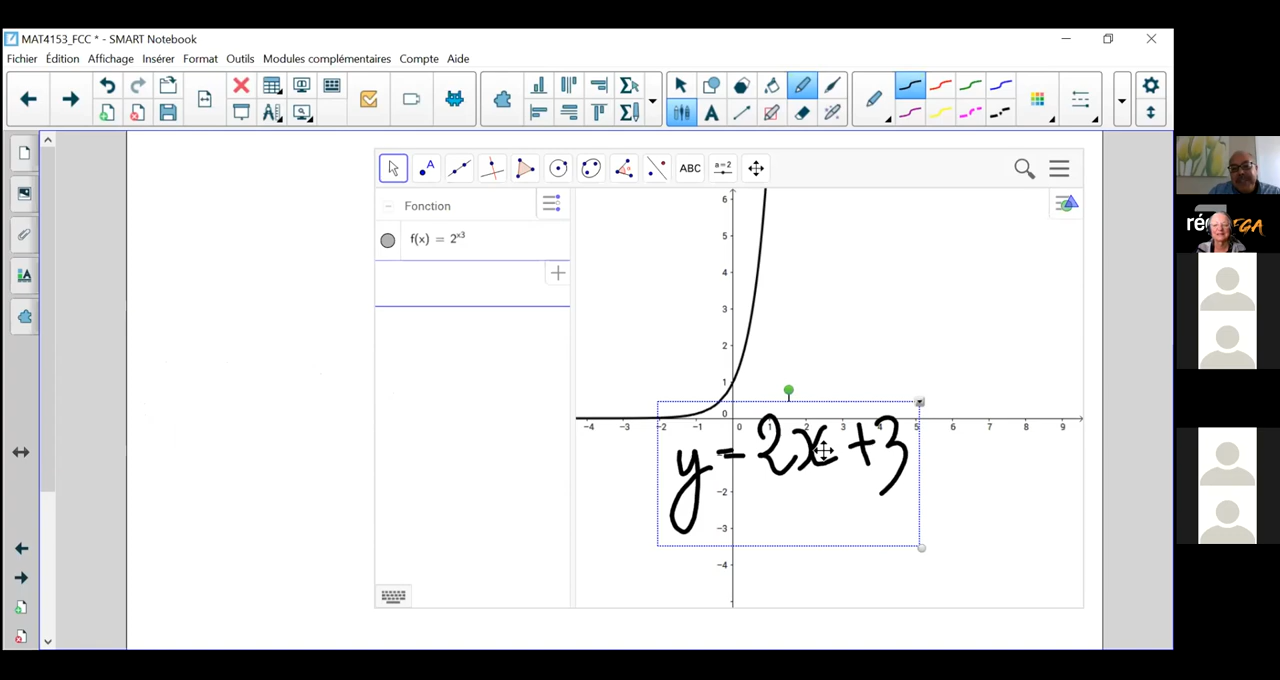 MAT4153_FCC * - SMART Notebook
Fichier Édition Affichage Insérer Format Outils Modules complémentaires Compte Aide
A
ABC
a=2
Fonction
f(x) = 2^x3
6
5
4
3
2
1
0
-2
-3
-4
-4 -3 -2 -1 0 1 2 3 4 5 6 7 8 9
y = 2x + 3
ré
FGA